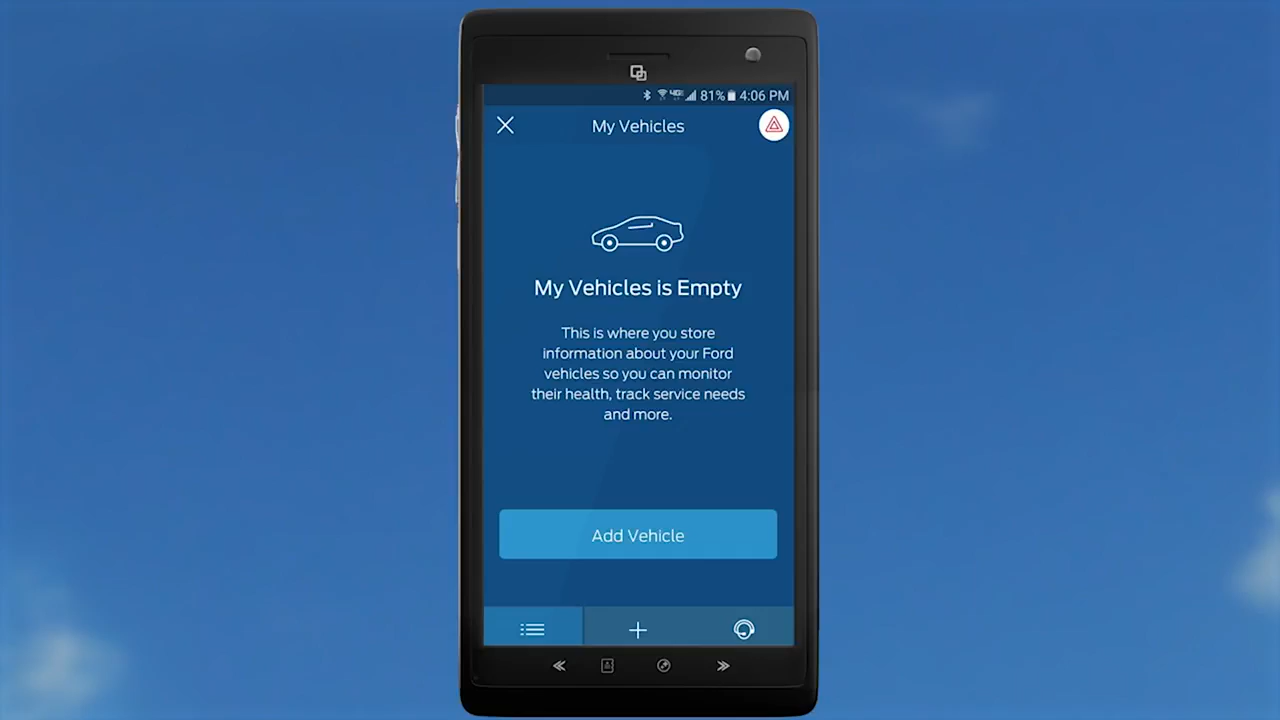 81% 4:06 PM
My Vehicles
My Vehicles is Empty
This is where you store
information about your Ford
vehicles so you can monitor
their health, track service needs
and more.
Add Vehicle